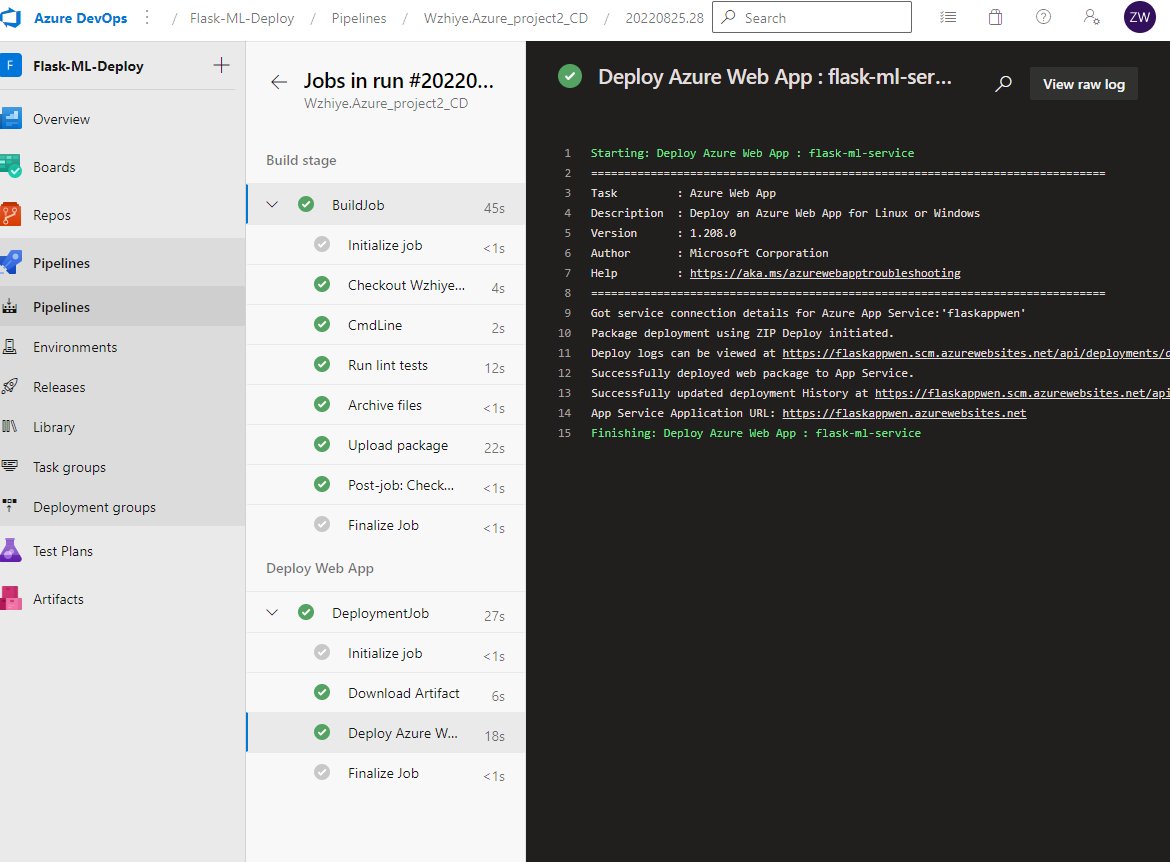 Azure DevOps / Flask-ML-Deploy / Pipelines / Wzhiye.Azure_project2_CD / 20220825.28 Search ZW
F Flask-ML-Deploy
Overview
Boards
Repos
Pipelines
Pipelines
Environments
Releases
Library
Task groups
Deployment groups
Test Plans
Artifacts
Jobs in run #20220...
Wzhiye.Azure_project2_CD
Build stage
BuildJob 45s
Initialize job <1s
Checkout Wzhiye... 4s
CmdLine 2s
Run lint tests 12s
Archive files <1s
Upload package 22s
Post-job: Check... <1s
Finalize Job <1s
Deploy Web App
DeploymentJob 27s
Initialize job <1s
Download Artifact 6s
Deploy Azure W... 18s
Finalize Job <1s
Deploy Azure Web App : flask-ml-ser...
View raw log
1 Starting: Deploy Azure Web App : flask-ml-service
2 ==============================================================================
3 Task : Azure Web App
4 Description : Deploy an Azure Web App for Linux or Windows
5 Version : 1.208.0
6 Author : Microsoft Corporation
7 Help : https://aka.ms/azurewebapptroubleshooting
8 ==============================================================================
9 Got service connection details for Azure App Service:'flaskappwen'
10 Package deployment using ZIP Deploy initiated.
11 Deploy logs can be viewed at https://flaskappwen.scm.azurewebsites.net/api/deployments/
12 Successfully deployed web package to App Service.
13 Successfully updated deployment History at https://flaskappwen.scm.azurewebsites.net/api
14 App Service Application URL: https://flaskappwen.azurewebsites.net
15 Finishing: Deploy Azure Web App : flask-ml-service